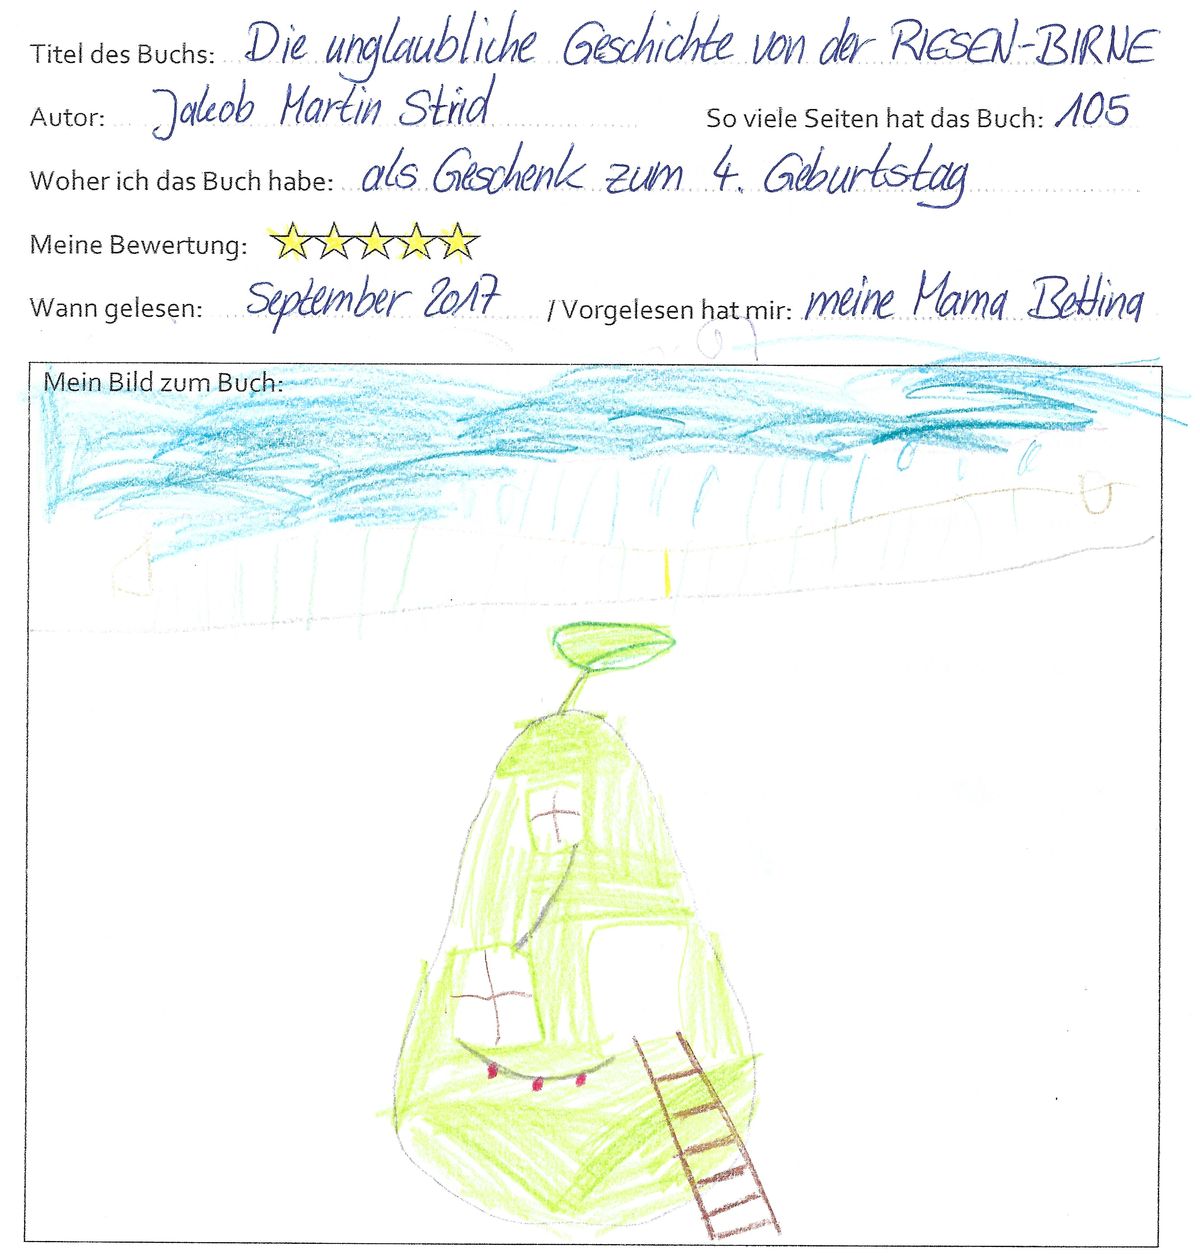 Titel des Buchs: Die unglaubliche Geschichte von der RIESEN-BIRNE
Autor: Jakob Martin Strid So viele Seiten hat das Buch: 105
Woher ich das Buch habe: als Geschenk zum 4. Geburtstag
Meine Bewertung:
Wann gelesen: September 2017 / Vorgelesen hat mir: meine Mama Bettina
Mein Bild zum Buch: